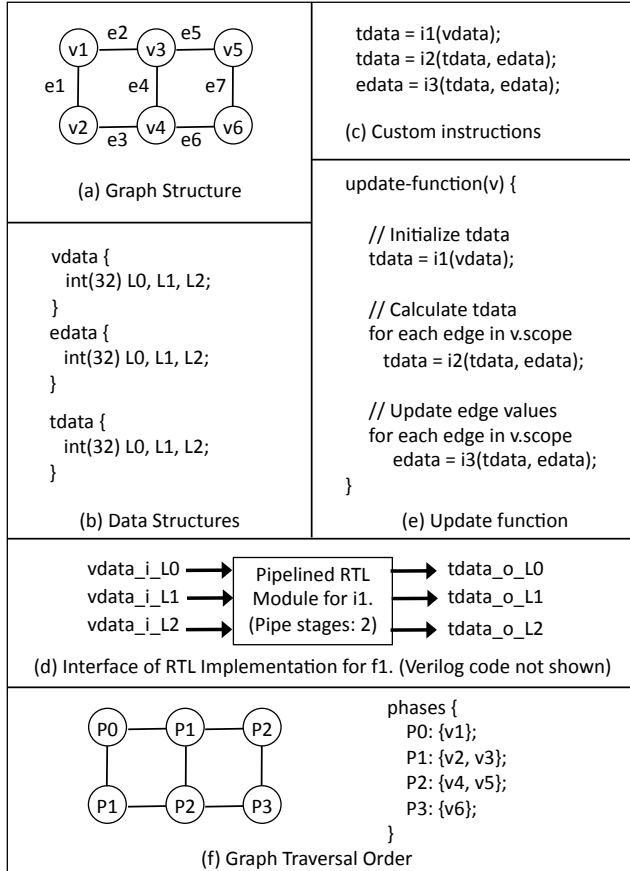 v1 e2 v3 e5 v5
e1 e4 e7
v2 e3 v4 e6 v6
(a) Graph Structure
vdata {
int(32) L0, L1, L2;
}
edata {
int(32) L0, L1, L2;
}
tdata {
int(32) L0, L1, L2;
}
(b) Data Structures
tdata = i1(vdata);
tdata = i2(tdata, edata);
edata = i3(tdata, edata);
(c) Custom instructions
update-function(v) {
// Initialize tdata
tdata = i1(vdata);
// Calculate tdata
for each edge in v.scope
tdata = i2(tdata, edata);
// Update edge values
for each edge in v.scope
edata = i3(tdata, edata);
}
(e) Update function
vdata_i_L0
vdata_i_L1
vdata_i_L2
Pipelined RTL
Module for i1.
(Pipe stages: 2)
tdata_o_L0
tdata_o_L1
tdata_o_L2
(d) Interface of RTL Implementation for f1. (Verilog code not shown)
P0 P1 P2
P1 P2 P3
phases {
P0: {v1};
P1: {v2, v3};
P2: {v4, v5};
P3: {v6};
}
(f) Graph Traversal Order